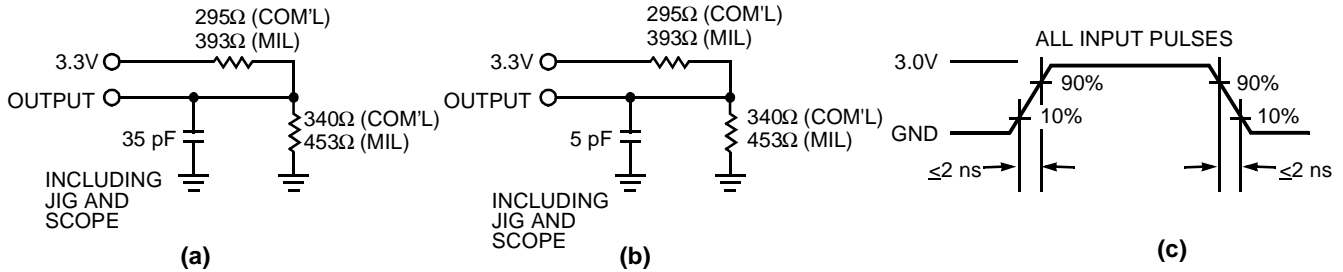 295Ω (COM'L)
393Ω (MIL)
3.3V
OUTPUT
35 pF
340Ω (COM'L)
453Ω (MIL)
INCLUDING
JIG AND
SCOPE
(a)
295Ω (COM'L)
393Ω (MIL)
3.3V
OUTPUT
5 pF
340Ω (COM'L)
453Ω (MIL)
INCLUDING
JIG AND
SCOPE
(b)
ALL INPUT PULSES
3.0V
90%
90%
10%
10%
GND
≤2 ns
≤2 ns
(c)